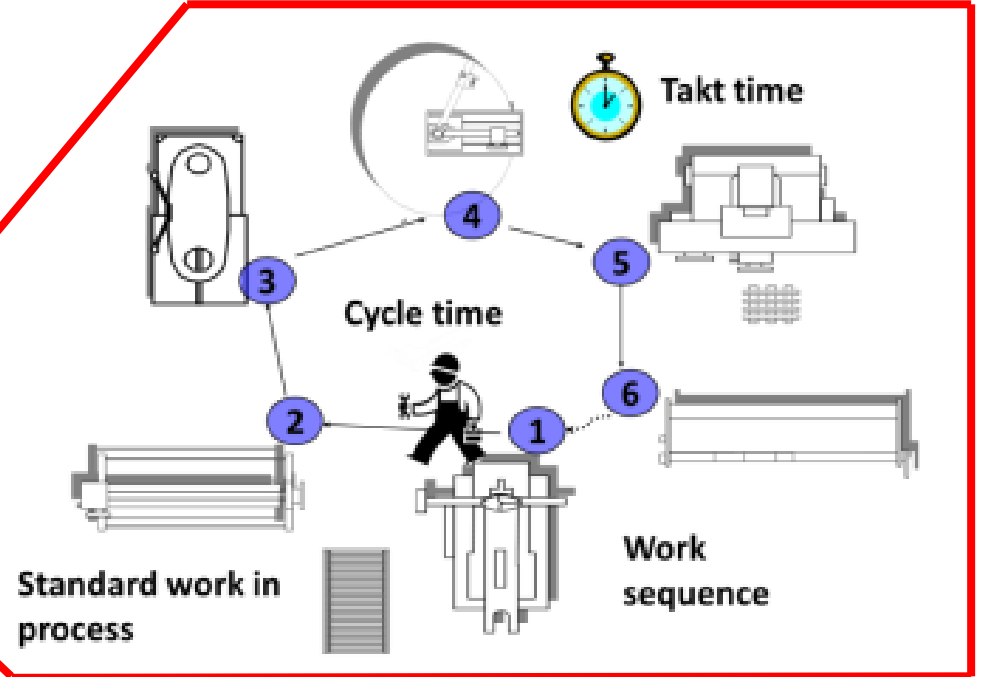 Takt time
4
5
3
Cycle time
6
2
1
Work
sequence
Standard work in
process